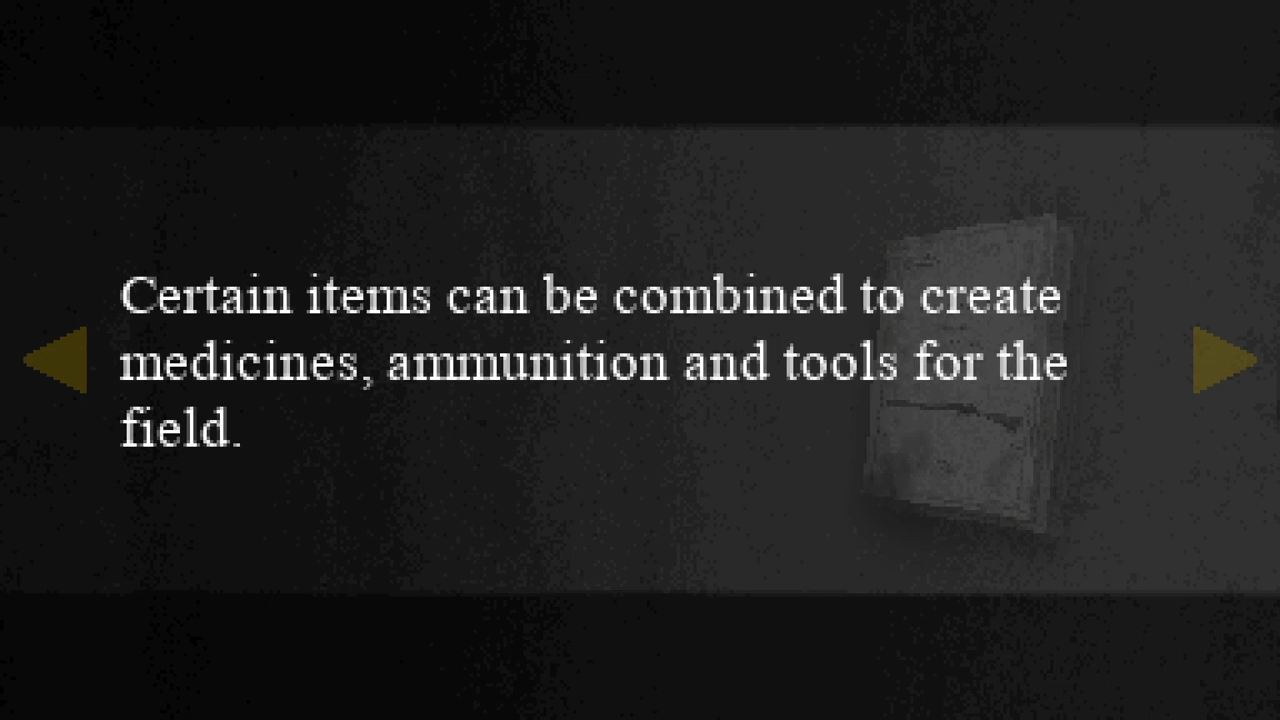 Certain items can be combined to create
medicines, ammunition and tools for the
field.